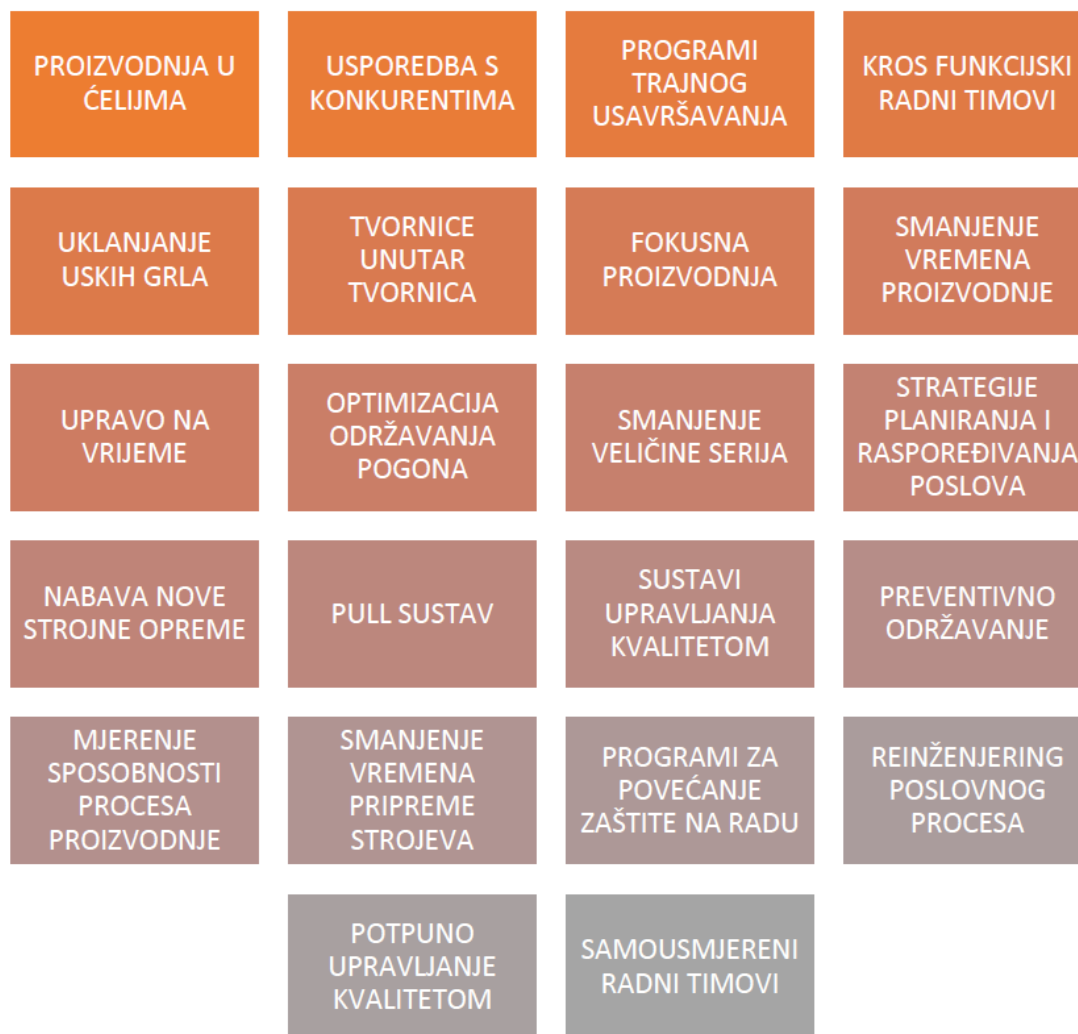 PROIZVODNJA U
ĆELIJMA
USPOREDBA S
KONKURENTIMA
PROGRAMI
TRAJNOG
USAVRŠAVANJA
KROS FUNKCIJSKI
RADNI TIMOVI
UKLANJANJE
USKIH GRLA
TVORNICE
UNUTAR
TVORNICA
FOKUSNA
PROIZVODNJA
SMANJENJE
VREMENA
PROIZVODNJE
UPRAVO NA
VRIJEME
OPTIMIZACIJA
ODRŽAVANJA
POGONA
SMANJENJE
VELIČINE SERIJA
STRATEGIJE
PLANIRANJA I
RASPOREĐIVANJA
POSLOVA
NABAVA NOVE
STROJNE OPREME
PULL SUSTAV
SUSTAVI
UPRAVLJANJA
KVALITETOM
PREVENTIVNO
ODRŽAVANJE
MJERENJE
SPOSOBNOSTI
PROCESA
PROIZVODNJE
SMANJENJE
VREMENA
PRIPREME
STROJEVA
PROGRAMI ZA
POVEĆANJE
ZAŠTITE NA RADU
REINŽENJERING
POSLOVNOG
PROCESA
POTPUNO
UPRAVLJANJE
KVALITETOM
SAMOUSMJERENI
RADNI TIMOVI